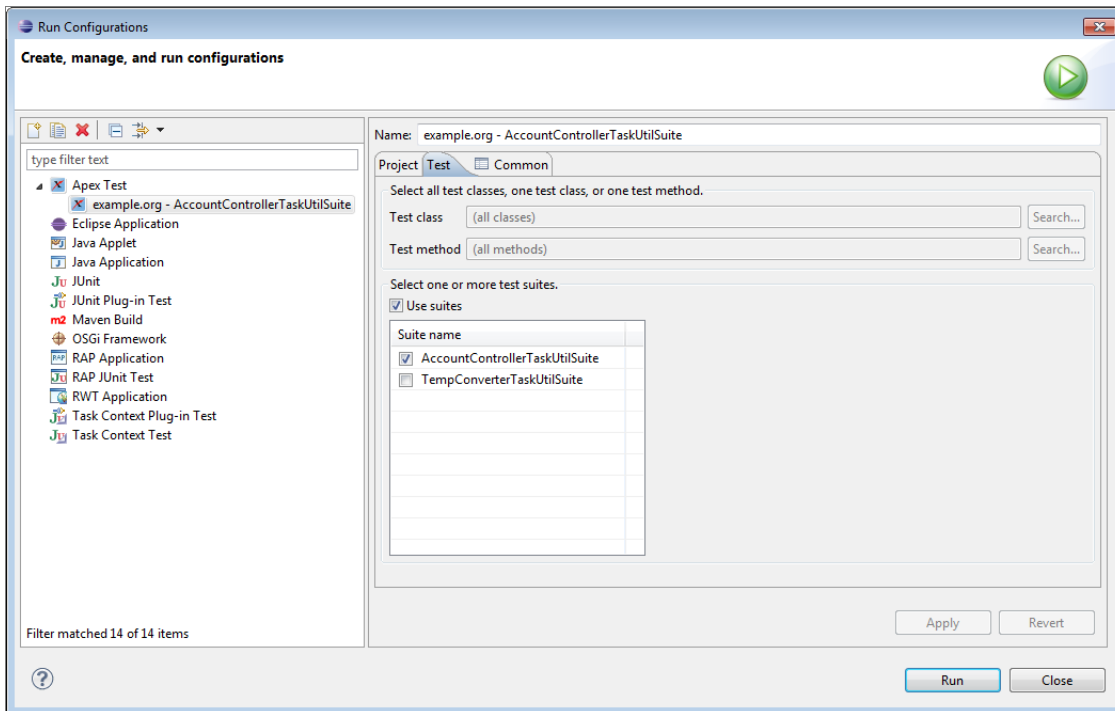 Run Configurations
Create, manage, and run configurations
type filter text
Apex Test
example.org - AccountControllerTaskUtilSuite
Eclipse Application
Java Applet
Java Application
JUnit
JUnit Plug-in Test
Maven Build
OSGi Framework
RAP Application
RAP JUnit Test
RWT Application
Task Context Plug-in Test
Task Context Test
Filter matched 14 of 14 items
Name: example.org - AccountControllerTaskUtilSuite
Project Test Common
Select all test classes, one test class, or one test method.
Test class (all classes) Search...
Test method (all methods) Search...
Select one or more test suites.
Use suites
Suite name
AccountControllerTaskUtilSuite
TempConverterTaskUtilSuite
Apply Revert
Run Close